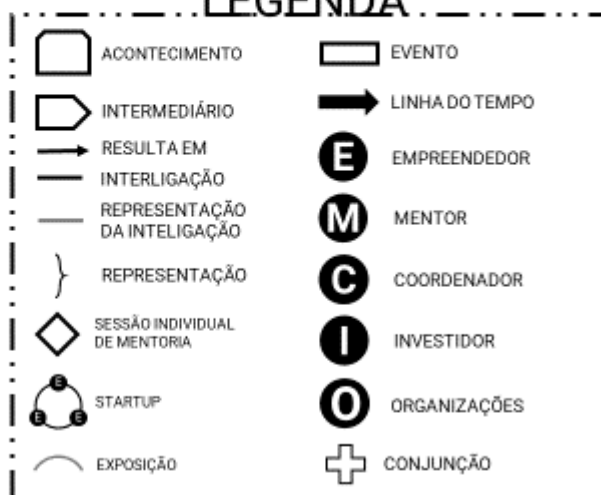 LEGENDA
ACONTECIMENTO
INTERMEDIÁRIO
RESULTA EM
INTERLIGAÇÃO
REPRESENTAÇÃO
DA INTELIGAÇÃO
REPRESENTAÇÃO
SESSÃO INDIVIDUAL
DE MENTORIA
E
E E
STARTUP
EXPOSIÇÃO
EVENTO
LINHA DO TEMPO
E EMPREENDEDOR
M MENTOR
C COORDENADOR
I INVESTIDOR
O ORGANIZAÇÕES
CONJUNÇÃO